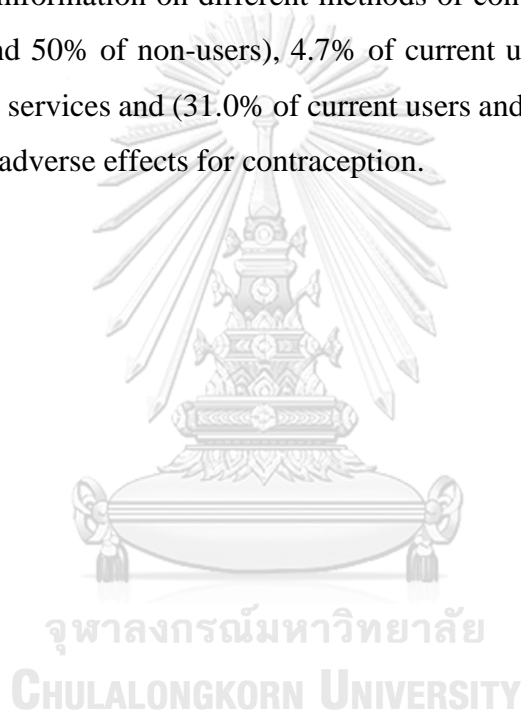 information on different methods of con
nd 50% of non-users), 4.7% of current u
services and (31.0% of current users and
adverse effects for contraception.
จุฬาลงกรณ์มหาวิทยาลัย
CHULALONGKORN UNIVERSITY